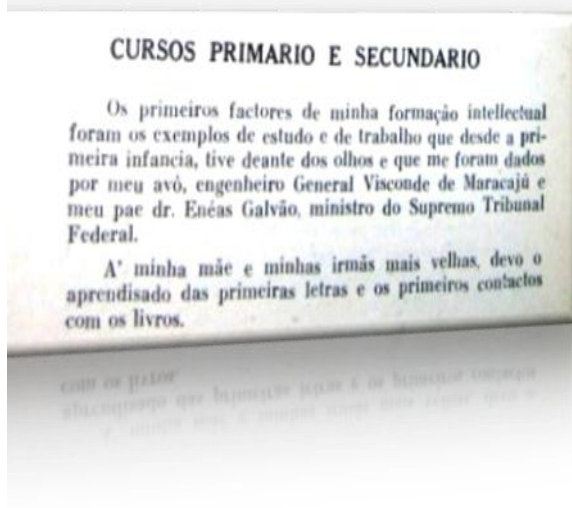 CURSOS PRIMARIO E SECUNDARIO
Os primeiros factores de minha formação intellectual
foram os exemplos de estudo e de trabalho que desde a pri-
meira infancia, tive deante dos olhos e que me foram dados
por meu avô, engenheiro General Visconde de Maracajú e
meu pae dr. Enéas Galvão, ministro do Supremo Tribunal
Federal.
A' minha mãe e minhas irmãs mais velhas, devo o
aprendisado das primeiras letras e os primeiros contactos
com os livros.